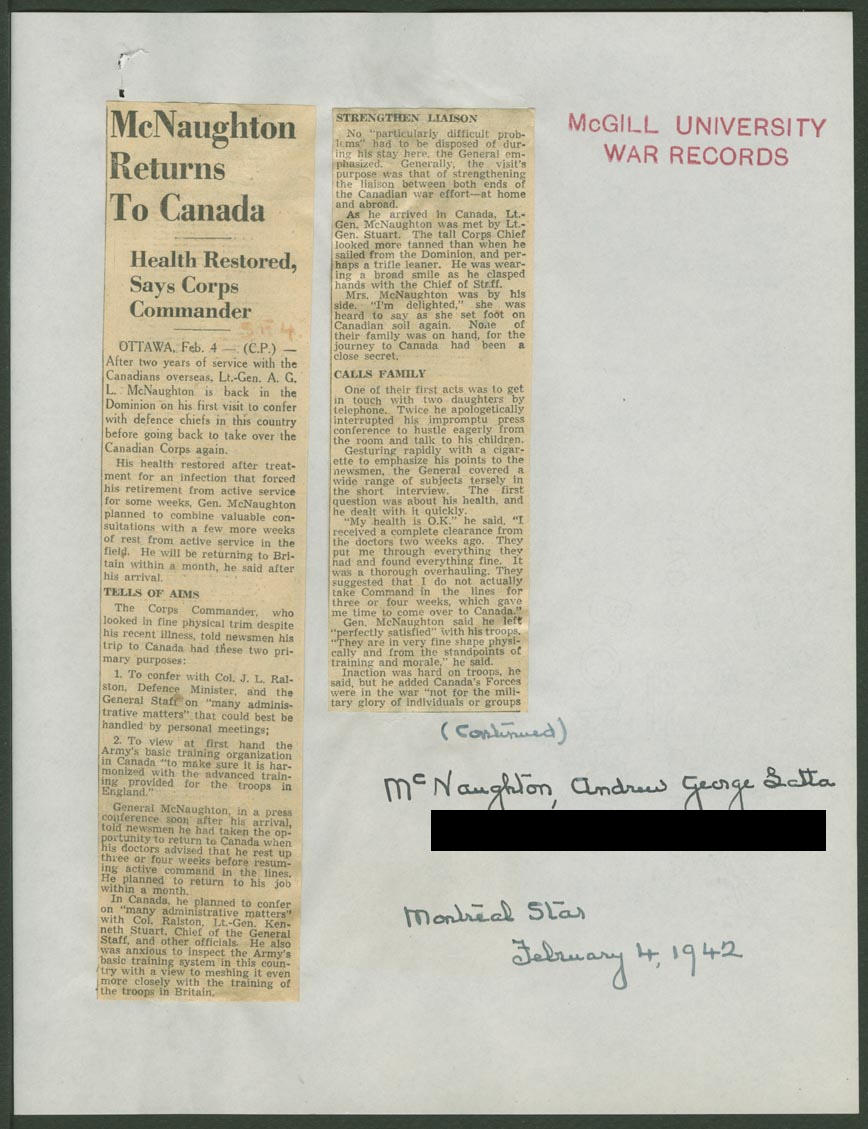 McNaughton
Returns
To Canada
Health Restored,
Says Corps
Commander
OTTAWA, Feb. 4 — (C.P.) —
After two years of service with the
Canadians overseas, Lt.-Gen. A. G.
L. McNaughton is back in the
Dominion on his first visit to confer
with defence chiefs in this country
before going back to take over the
Canadian Corps again.
His health restored after treat-
ment for an infection that forced
his retirement from active service
for some weeks, Gen. McNaughton
planned to combine valuable con-
suitations with a few more weeks
of rest from active service in the
field. He will be returning to Bri-
tain within a month, he said after
his arrival.
TELLS OF AIMS
The Corps Commander, who
looked in fine physical trim despite
his recent illness, told newsmen his
trip to Canada had these two pri-
mary purposes:
1. To confer with Col. J. L. Ral-
ston, Defence Minister, and the
General Staff on "many adminis-
trative matters" that could best be
handled by personal meetings;
2. To view at first hand the
Army's basic training organization
in Canada "to make sure it is har-
monized with the advanced train-
ing provided for the troops in
England."
General McNaughton, in a press
conference soon after his arrival,
told newsmen he had taken the op-
portunity to return to Canada when
his doctors advised that he rest up
three or four weeks before resum-
ing active command in the lines.
He planned to return to his job
within a month.
In Canada, he planned to confer
on "many administrative matters"
with Col. Ralston, Lt.-Gen. Ken-
neth Stuart, Chief of the General
Staff, and other officials. He also
was anxious to inspect the Army's
basic training system in this coun-
try with a view to meshing it even
more closely with the training of
the troops in Britain.
STRENGTHEN LIAISON
No "particularly difficult prob-
lems" had to be disposed of dur-
ing his stay here, the General em-
phasized. Generally, the visit's
purpose was that of strengthening
the liaison between both ends of
the Canadian war effort—at home
and abroad.
As he arrived in Canada, Lt.-
Gen. McNaughton was met by Lt.-
Gen. Stuart. The tall Corps Chief
looked more tanned than when he
sailed from the Dominion, and per-
haps a trifle leaner. He was wear-
ing a broad smile as he clasped
hands with the Chief of Staff.
Mrs. McNaughton was by his
side. "I'm delighted," she was
heard to say as she set foot on
Canadian soil again. None of
their family was on hand, for the
journey to Canada had been a
close secret.
CALLS FAMILY
One of their first acts was to get
in touch with two daughters by
telephone. Twice he apologetically
interrupted his impromptu press
conference to hustle eagerly from
the room and talk to his children.
Gesturing rapidly with a cigar-
ette to emphasize his points to the
newsmen, the General covered a
wide range of subjects tersely in
the short interview. The first
question was about his health, and
he dealt with it quickly.
"My health is O.K." he said, "I
received a complete clearance from
the doctors two weeks ago. They
put me through everything they
had and found everything fine. It
was a thorough overhauling. They
suggested that I do not actually
take Command in the lines for
three or four weeks, which gave
me time to come over to Canada."
Gen. McNaughton said he left
"perfectly satisfied" with his troops.
"They are in very fine shape physi-
cally and from the standpoints of
training and morale," he said.
Inaction was hard on troops, he
said, but he added Canada's Forces
were in the war "not for the mili-
tary glory of individuals or groups
McGILL UNIVERSITY
WAR RECORDS
(Continued)
McNaughton, Andrew George Latta
Montreal Star
February 4, 1942